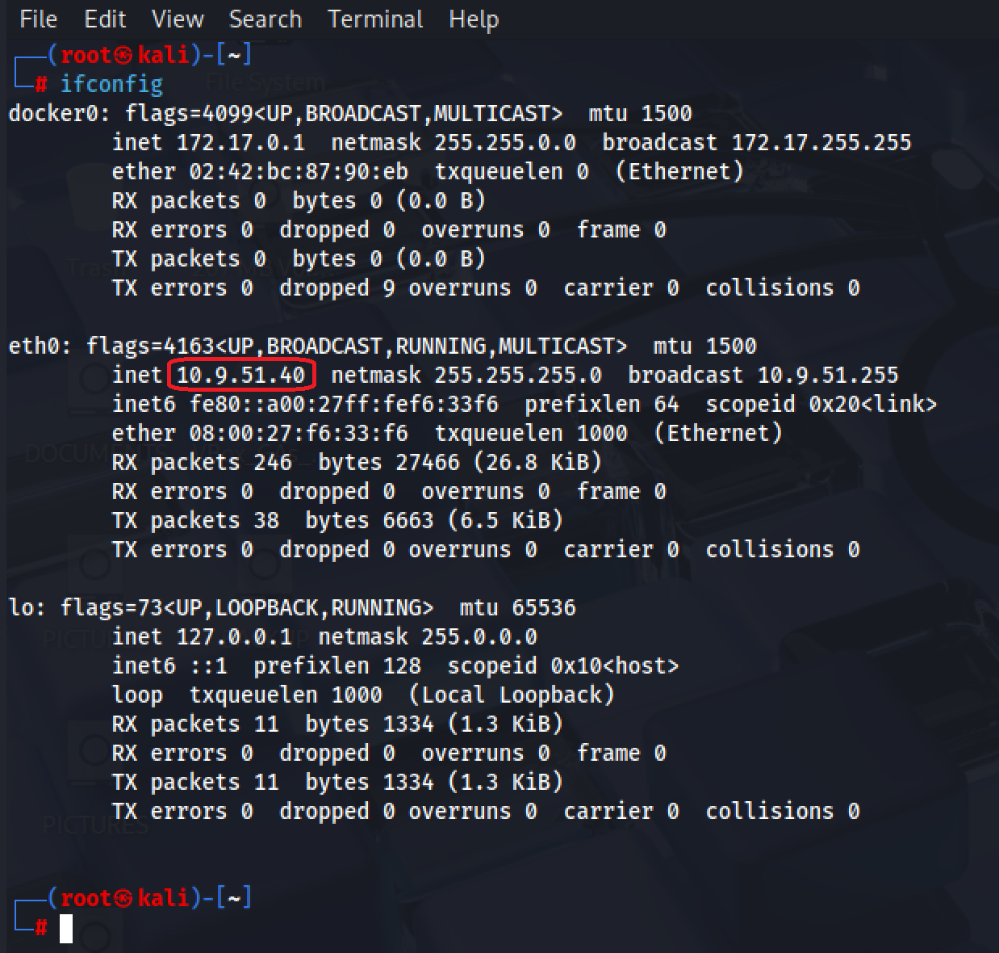 File Edit View Search Terminal Help
┌──(root㉿kali)-[~]
└─# ifconfig
File System
docker0: flags=4099<UP,BROADCAST,MULTICAST>  mtu 1500
        inet 172.17.0.1  netmask 255.255.0.0  broadcast 172.17.255.255
        ether 02:42:bc:87:90:eb  txqueuelen 0  (Ethernet)
        RX packets 0  bytes 0 (0.0 B)
        RX errors 0  dropped 0  overruns 0  frame 0
        TX packets 0  bytes 0 (0.0 B)
        TX errors 0  dropped 9 overruns 0  carrier 0  collisions 0

eth0: flags=4163<UP,BROADCAST,RUNNING,MULTICAST>  mtu 1500
        inet 10.9.51.40  netmask 255.255.255.0  broadcast 10.9.51.255
        inet6 fe80::a00:27ff:fef6:33f6  prefixlen 64  scopeid 0x20<link>
        ether 08:00:27:f6:33:f6  txqueuelen 1000  (Ethernet)
DOCUMENTS
        RX packets 246  bytes 27466 (26.8 KiB)
        RX errors 0  dropped 0  overruns 0  frame 0
        TX packets 38  bytes 6663 (6.5 KiB)
        TX errors 0  dropped 0 overruns 0  carrier 0  collisions 0

lo: flags=73<UP,LOOPBACK,RUNNING>  mtu 65536
        inet 127.0.0.1  netmask 255.0.0.0
        inet6 ::1  prefixlen 128  scopeid 0x10<host>
        loop  txqueuelen 1000  (Local Loopback)
        RX packets 11  bytes 1334 (1.3 KiB)
        RX errors 0  dropped 0  overruns 0  frame 0
        TX packets 11  bytes 1334 (1.3 KiB)
        TX errors 0  dropped 0 overruns 0  carrier 0  collisions 0
PICTURES

┌──(root㉿kali)-[~]
└─#